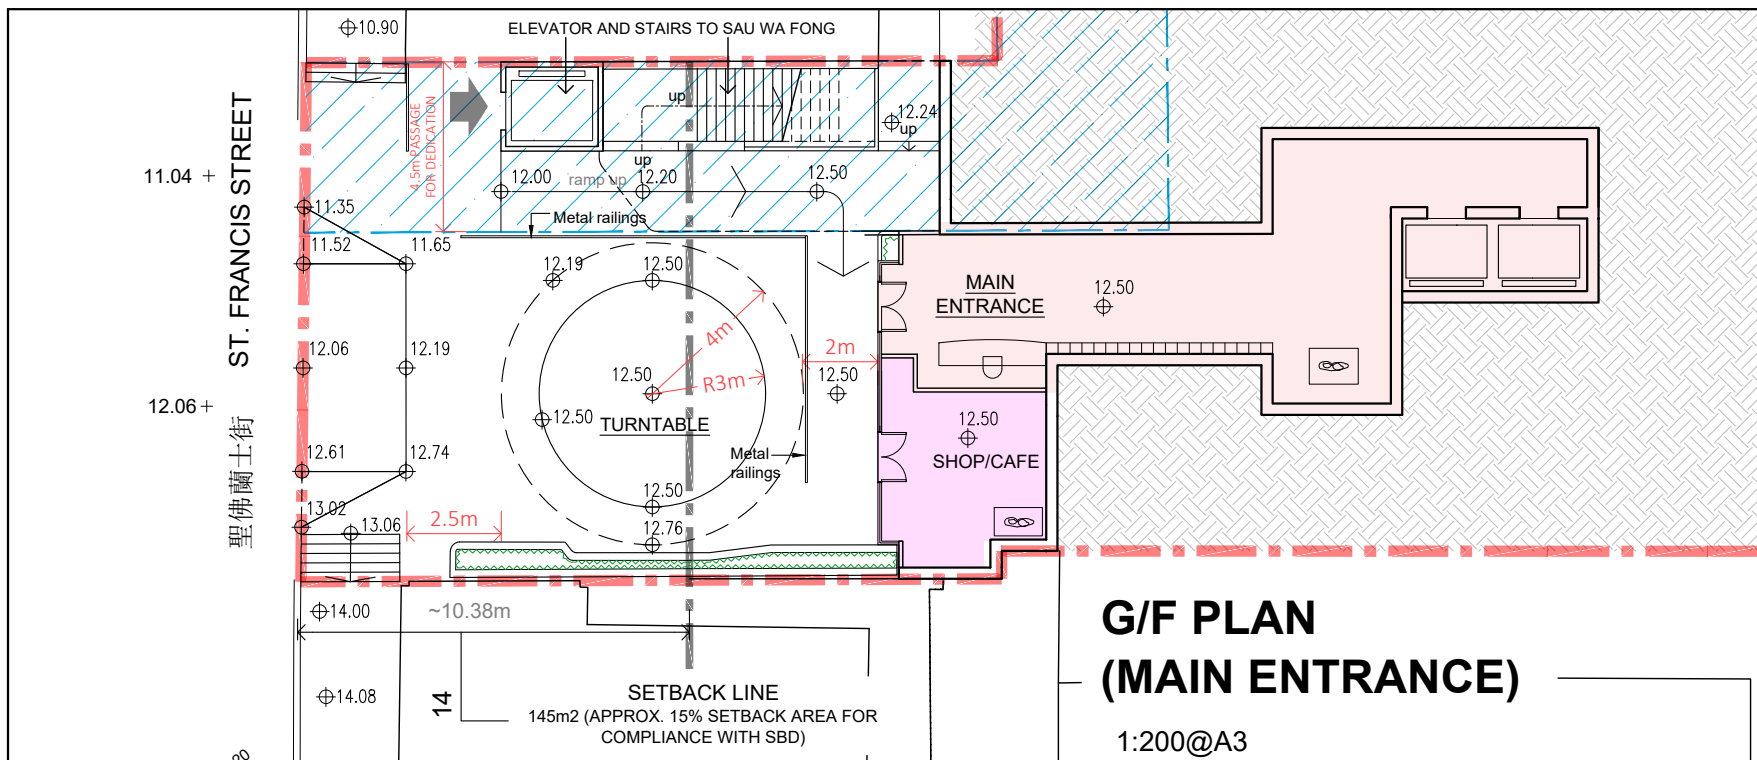 10.90
ELEVATOR AND STAIRS TO SAU WA FONG
ST. FRANCIS STREET
聖佛蘭士街
4.5m PASSAGE
FOR DEDICATION
up
12.24
up
11.04
up
12.00
ramp up
12.20
12.50
11.35
Metal railings
11.52
11.65
12.19
12.50
MAIN
ENTRANCE
12.50
4m
2m
12.06
12.19
12.50
R3m
12.50
12.06
12.50
TURNTABLE
12.50
SHOP/CAFE
12.61
12.74
Metal
railings
12.50
13.02
13.06
2.5m
12.76
14.00
~10.38m
G/F PLAN
(MAIN ENTRANCE)
14.08
14
SETBACK LINE
145m2 (APPROX. 15% SETBACK AREA FOR
COMPLIANCE WITH SBD)
1:200@A3